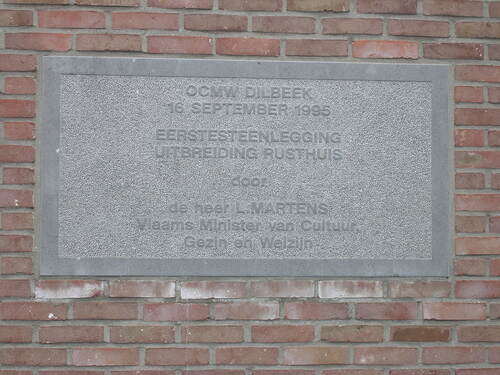 OCMW DILBEEK
16 SEPTEMBER 1995
EERSTESTEENLEGGING
UITBREIDING RUSTHUIS
door
de heer L.MARTENS
Vlaams Minister van Cultuur,
Gezin en Welzijn